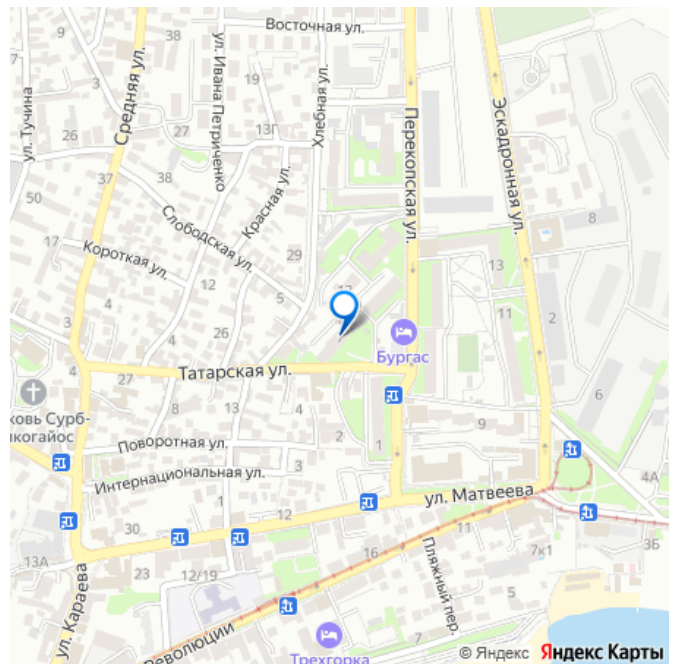 Восточная ул.
38
38
ул. Ивана Петриченко
19
Хлебная ул.
Перекопская ул.
Эскадронная ул.
Средняя ул.
ул. Тучина
26
27
13Г
37
38
50
Красная ул.
Слободская ул.
8
17
Короткая ул.
29
13
13
12
3
5
26
2
Бургас
4
27
Татарская ул.
6
ковь Сурб-
икогайос
8
13
4
9
2
1
Поворотная ул.
3
Интернациональная ул.
4А
1
ул. Матвеева
12
30
11
3Б
13А
16
7к1
23
12/19
Пляжный пер.
5
ул. Караева
Революции
Трехгорка
© Яндекс Яндекс Карты